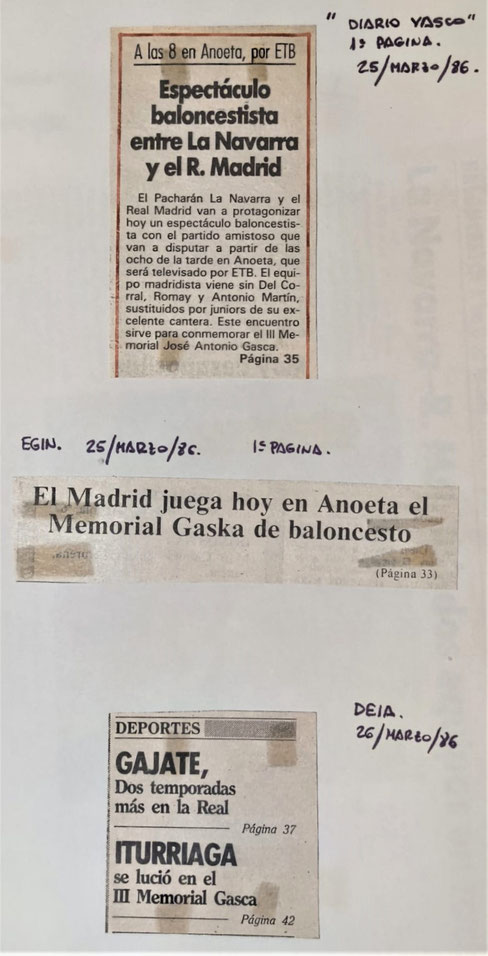 "DIARIO VASCO"
1ª PAGINA.
25/MARZO/86.
A las 8 en Anoeta, por ETB
Espectáculo
baloncestista
entre La Navarra
y el R. Madrid
El Pacharán La Navarra y el
Real Madrid van a protagonizar
hoy un espectáculo baloncestis-
ta con el partido amistoso que
van a disputar a partir de las
ocho de la tarde en Anoeta, que
será televisado por ETB. El equi-
po madridista viene sin Del Co-
rral, Romay y Antonio Martín,
sustituidos por juniors de su ex-
celente cantera. Este encuentro
sirve para conmemorar el III Me-
morial José Antonio Gasca.
Página 35
EGIN. 25/MARZO/86. 1ª PAGINA.
El Madrid juega hoy en Anoeta el
Memorial Gaska de baloncesto
(Página 33)
DEIA.
26/MARZO/86
DEPORTES
GAJATE,
Dos temporadas
más en la Real
Página 37
ITURRIAGA
se lució en el
III Memorial Gasca
Página 42